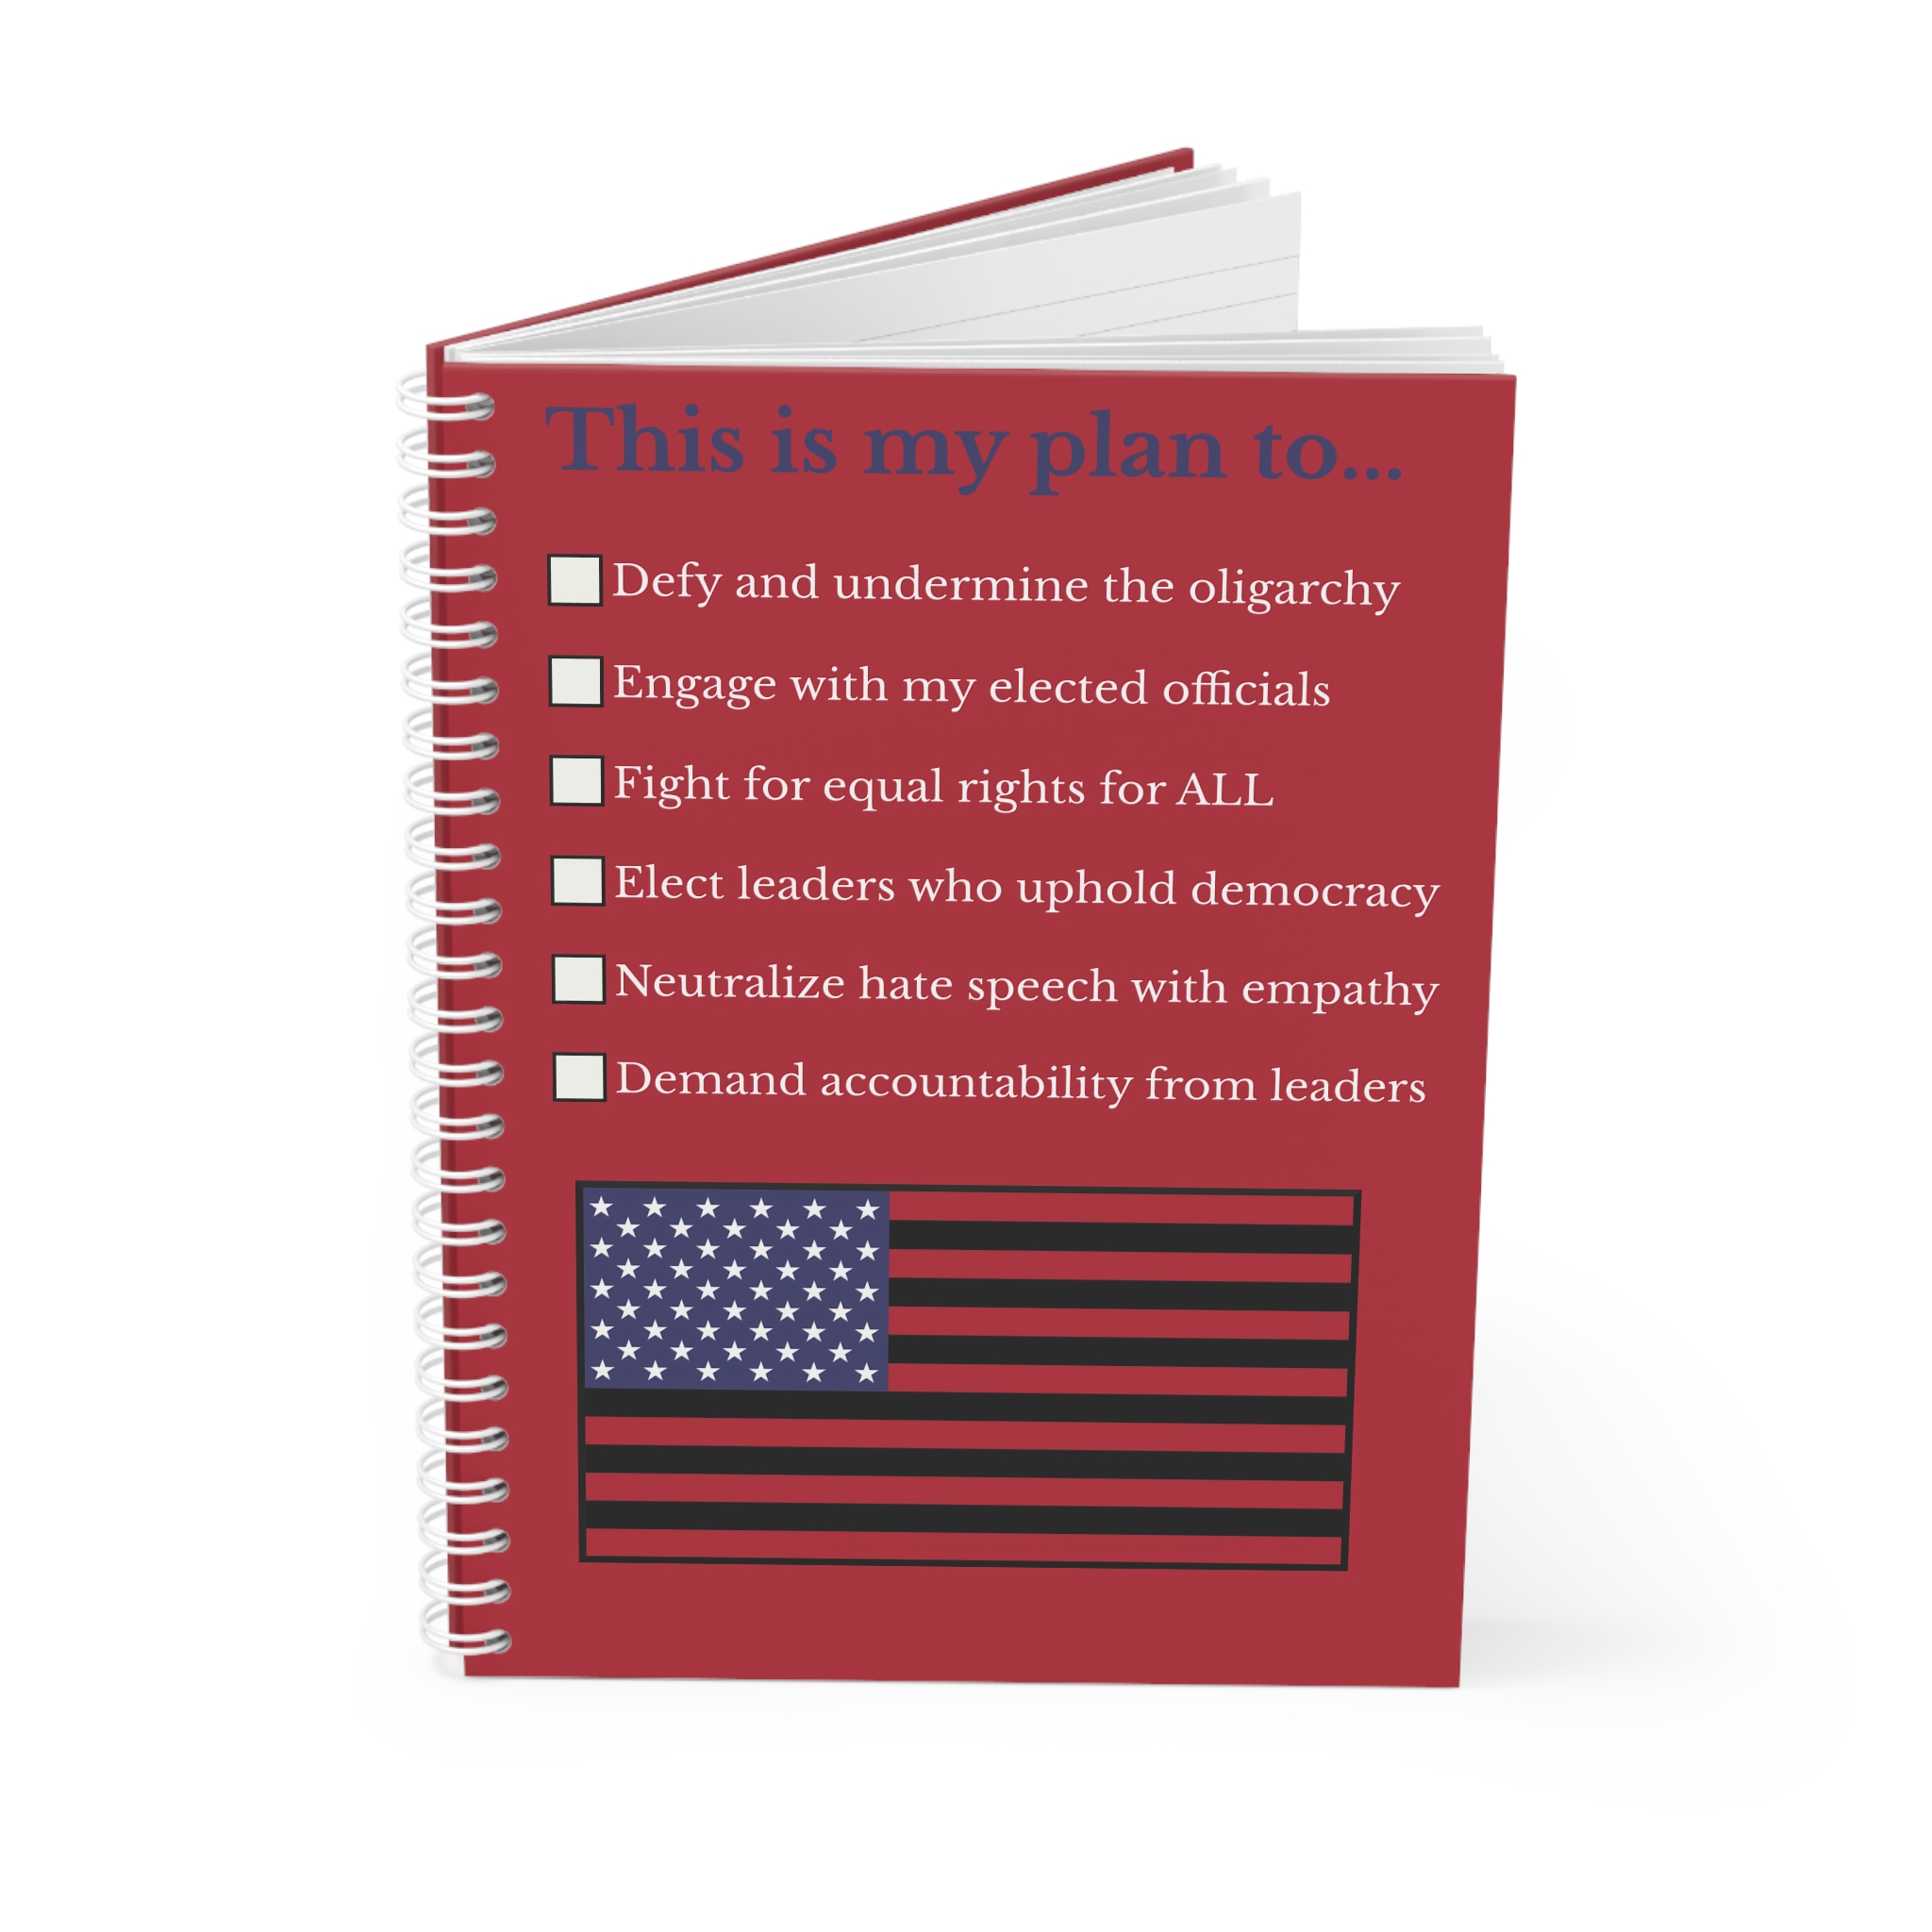 This is my plan to...
Defy and undermine the oligarchy
Engage with my elected officials
Fight for equal rights for ALL
Elect leaders who uphold democracy
Neutralize hate speech with empathy
Demand accountability from leaders